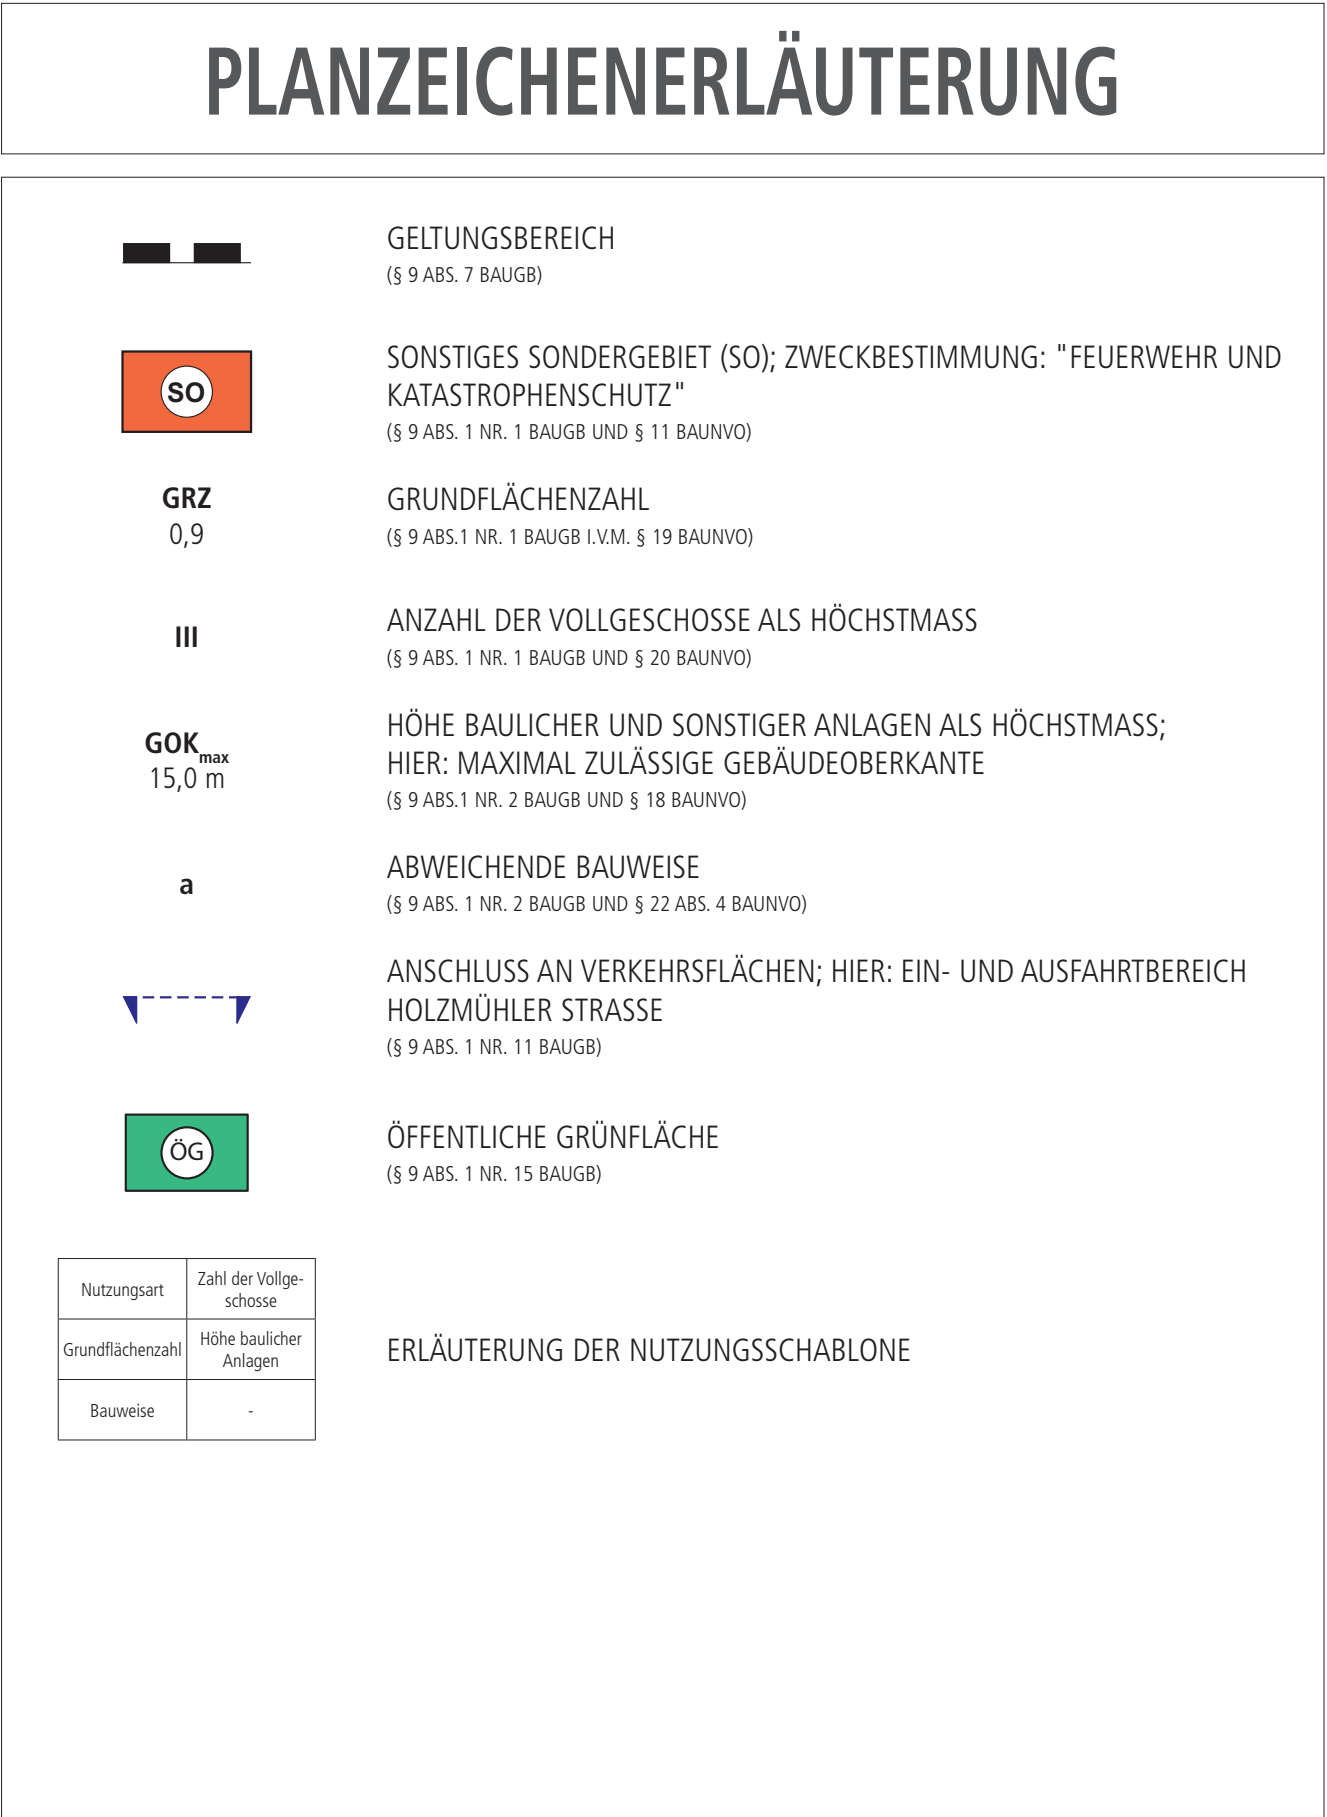 PLANZEICHENERLÄUTERUNG
GELTUNGSBEREICH
(§ 9 ABS. 7 BAUGB)
SO
SONSTIGES SONDERGEBIET (SO); ZWECKBESTIMMUNG: "FEUERWEHR UND
KATASTROPHENSCHUTZ"
(§ 9 ABS. 1 NR. 1 BAUGB UND § 11 BAUNVO)
GRZ
0,9
GRUNDFLÄCHENZAHL
(§ 9 ABS.1 NR. 1 BAUGB I.V.M. § 19 BAUNVO)
III
ANZAHL DER VOLLGESCHOSSE ALS HÖCHSTMASS
(§ 9 ABS. 1 NR. 1 BAUGB UND § 20 BAUNVO)
GOKmax
15,0 m
HÖHE BAULICHER UND SONSTIGER ANLAGEN ALS HÖCHSTMASS;
HIER: MAXIMAL ZULÄSSIGE GEBÄUDEOBERKANTE
(§ 9 ABS.1 NR. 2 BAUGB UND § 18 BAUNVO)
a
ABWEICHENDE BAUWEISE
(§ 9 ABS. 1 NR. 2 BAUGB UND § 22 ABS. 4 BAUNVO)
ANSCHLUSS AN VERKEHRSFLÄCHEN; HIER: EIN- UND AUSFAHRTBEREICH
HOLZMÜHLER STRASSE
(§ 9 ABS. 1 NR. 11 BAUGB)
ÖG
ÖFFENTLICHE GRÜNFLÄCHE
(§ 9 ABS. 1 NR. 15 BAUGB)
Nutzungsart
Zahl der Vollge-
schosse
Grundflächenzahl
Höhe baulicher
Anlagen
Bauweise
-
ERLÄUTERUNG DER NUTZUNGSSCHABLONE